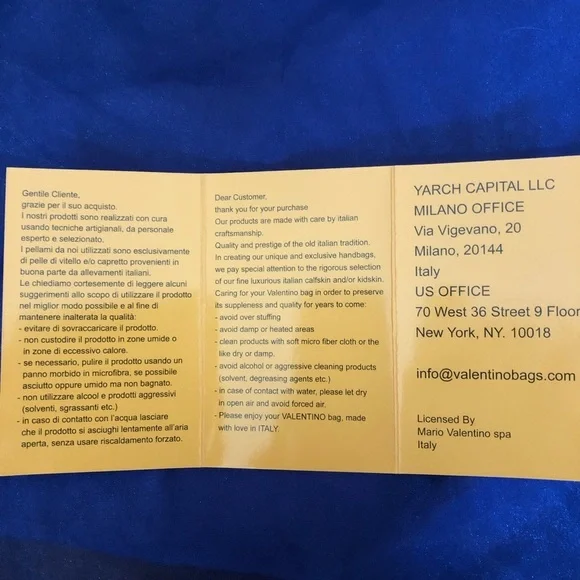 Gentile Cliente,
grazie per il suo acquisto.
I nostri prodotti sono realizzati con cura
usando tecniche artigianali, da personale
esperto e selezionato.
I pellami da noi utilizzati sono esclusivamente
di pelle di vitello e/o capretto provenienti in
buona parte da allevamenti italiani.
Le chiediamo cortesemente di leggere alcuni
suggerimenti allo scopo di utilizzare il prodotto
nel miglior modo possibile e al fine di
mantenere inalterata la qualità:
- evitare di sovraccaricare il prodotto.
- non custodire il prodotto in zone umide o
in zone di eccessivo calore.
- se necessario, pulire il prodotto usando un
panno morbido in microfibra, se possibile
asciutto oppure umido ma non bagnato.
- non utilizzare alcool e prodotti aggressivi
(solventi, sgrassanti etc.)
- in caso di contatto con l'acqua lasciare
che il prodotto si asciughi lentamente all'aria
aperta, senza usare riscaldamento forzato.
Dear Customer,
thank you for your purchase
Our products are made with care by italian
craftsmanship.
Quality and prestige of the old italian tradition.
In creating our unique and exclusive handbags,
we pay special attention to the rigorous selection
of our fine luxurious italian calfskin and/or kidskin.
Caring for your Valentino bag in order to preserve
its suppleness and quality for years to come:
- avoid over stuffing
- avoid damp or heated areas
- clean products with soft micro fiber cloth or the
like dry or damp.
- avoid alcohol or aggressive cleaning products
(solvent, degreasing agents etc.)
- in case of contact with water, please let dry
in open air and avoid forced air.
- Please enjoy your VALENTINO bag, made
with love in ITALY.
YARCH CAPITAL LLC
MILANO OFFICE
Via Vigevano, 20
Milano, 20144
Italy
US OFFICE
70 West 36 Street 9 Floor
New York, NY. 10018
info@valentinobags.com
Licensed By
Mario Valentino spa
Italy